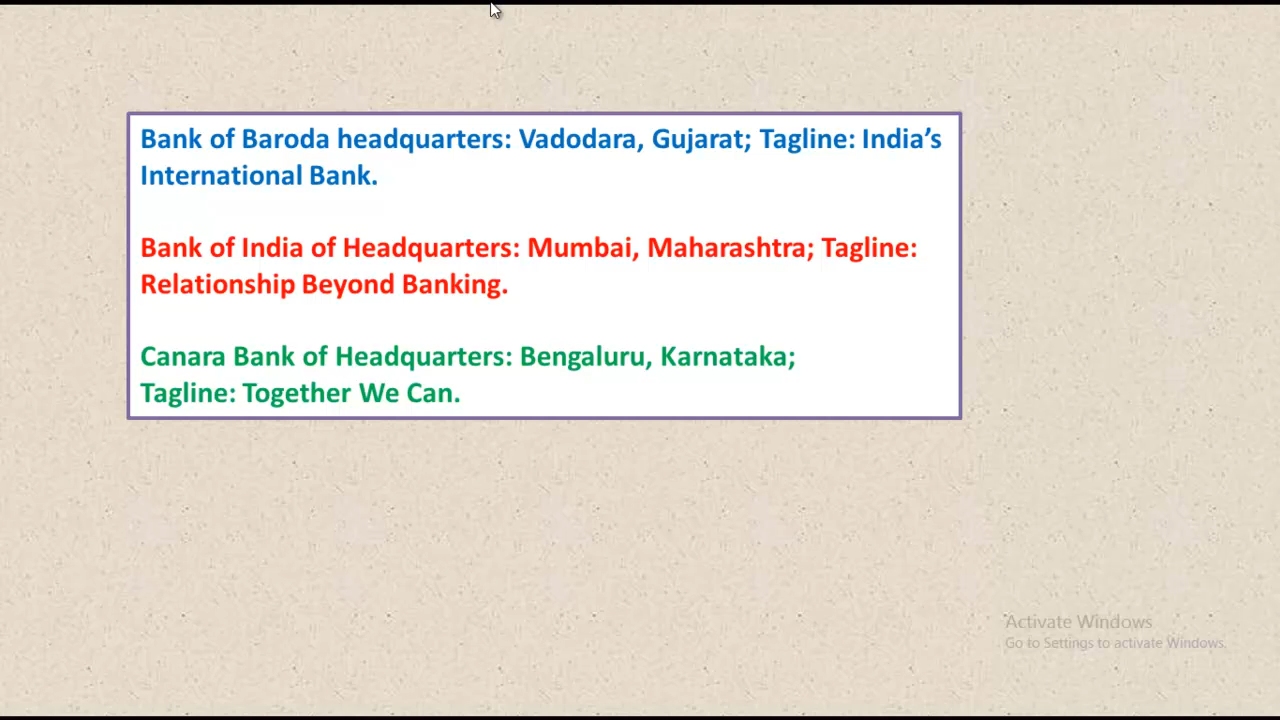 Bank of Baroda headquarters: Vadodara, Gujarat; Tagline: India’s
International Bank.
Bank of India of Headquarters: Mumbai, Maharashtra; Tagline:
Relationship Beyond Banking.
Canara Bank of Headquarters: Bengaluru, Karnataka;
Tagline: Together We Can.
Activate Windows
Go to Settings to activate Windows.